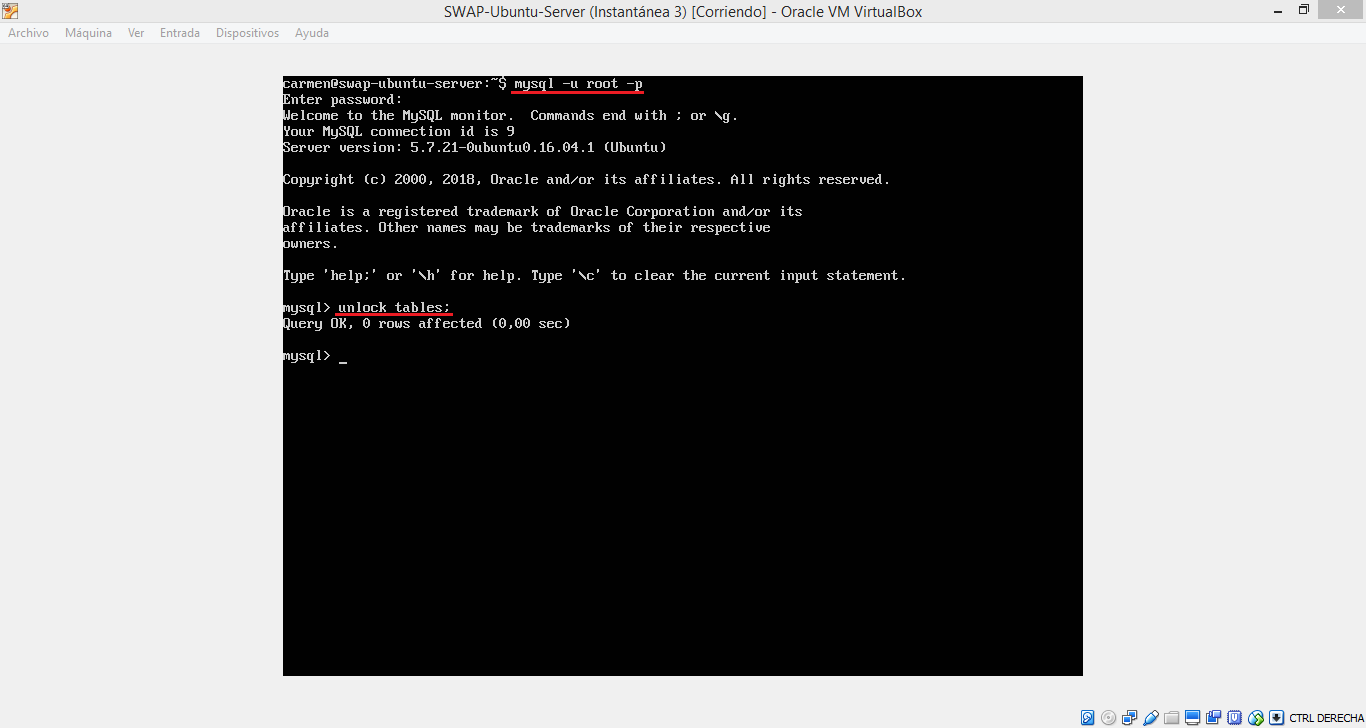 SWAP-Ubuntu-Server (Instantánea 3) [Corriendo] - Oracle VM VirtualBox
Archivo Máquina Ver Entrada Dispositivos Ayuda
carmen@swap-ubuntu-server:~$ mysql -u root -p
Enter password:
Welcome to the MySQL monitor.  Commands end with ; or \g.
Your MySQL connection id is 9
Server version: 5.7.21-0ubuntu0.16.04.1 (Ubuntu)
Copyright (c) 2000, 2018, Oracle and/or its affiliates. All rights reserved.
Oracle is a registered trademark of Oracle Corporation and/or its
affiliates. Other names may be trademarks of their respective
owners.
Type 'help;' or '\h' for help. Type '\c' to clear the current input statement.
mysql> unlock tables;
Query OK, 0 rows affected (0,00 sec)
mysql> _
CTRL DERECHA